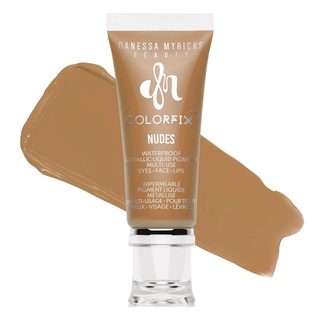 DANESSA MYRICKS
BEAUTY
COLORFIX
NUDES
WATERPROOF
METALLIC LIQUID PIGMENT
MULTI-USE
EYES • FACE • LIPS
IMPERMÉABLE
PIGMENT LIQUIDE
MÉTALLISÉ
MULTI-USAGE • POUR TO
YEUX • VISAGE • LÈVRES